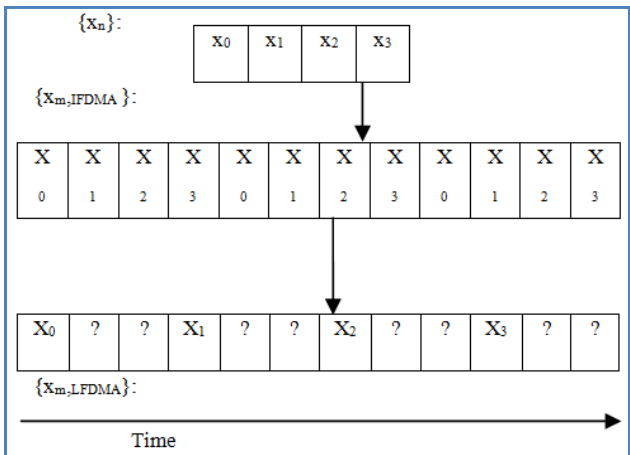 {xn}:
x0 x1 x2 x3
{xm,IFDMA }:
X X X X X X X X X X X X
0 1 2 3 0 1 2 3 0 1 2 3
X0 ? ? X1 ? ? X2 ? ? X3 ? ?
{xm,LFDMA}:
Time